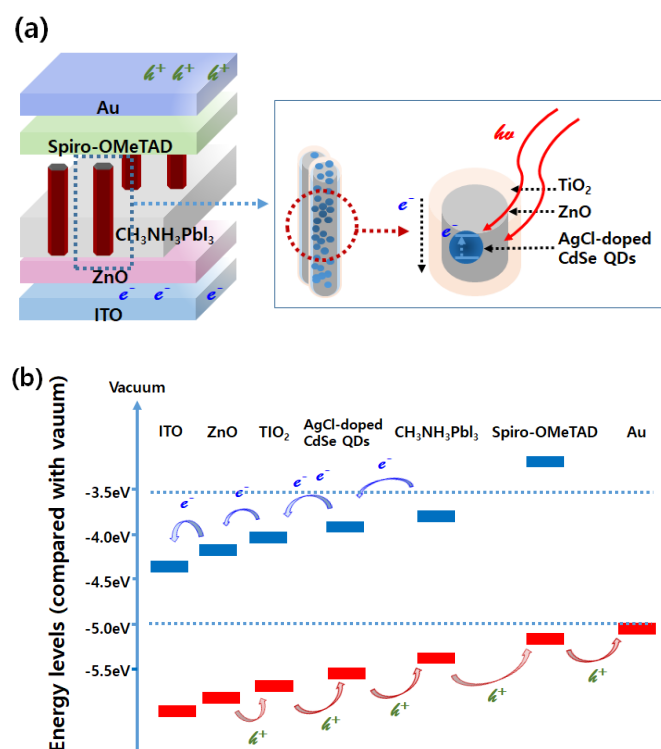 (a)
h⁺ h⁺ h⁺
Au
Spiro-OMeTAD
CH₃NH₃PbI₃
ZnO
e⁻ e⁻ e⁻
ITO
hν
TiO₂
e⁻
ZnO
e⁻
AgCl-doped
CdSe QDs
(b)
Vacuum
ITO
ZnO
TIO₂
AgCl-doped
CdSe QDs
CH₃NH₃PbI₃
Spiro-OMeTAD
Au
e⁻
e⁻ e⁻
e⁻ e⁻
-3.5eV
-4.0eV
-4.5eV
-5.0eV
-5.5eV
Energy levels (compared with vauum)
h⁺ h⁺ h⁺ h⁺ h⁺